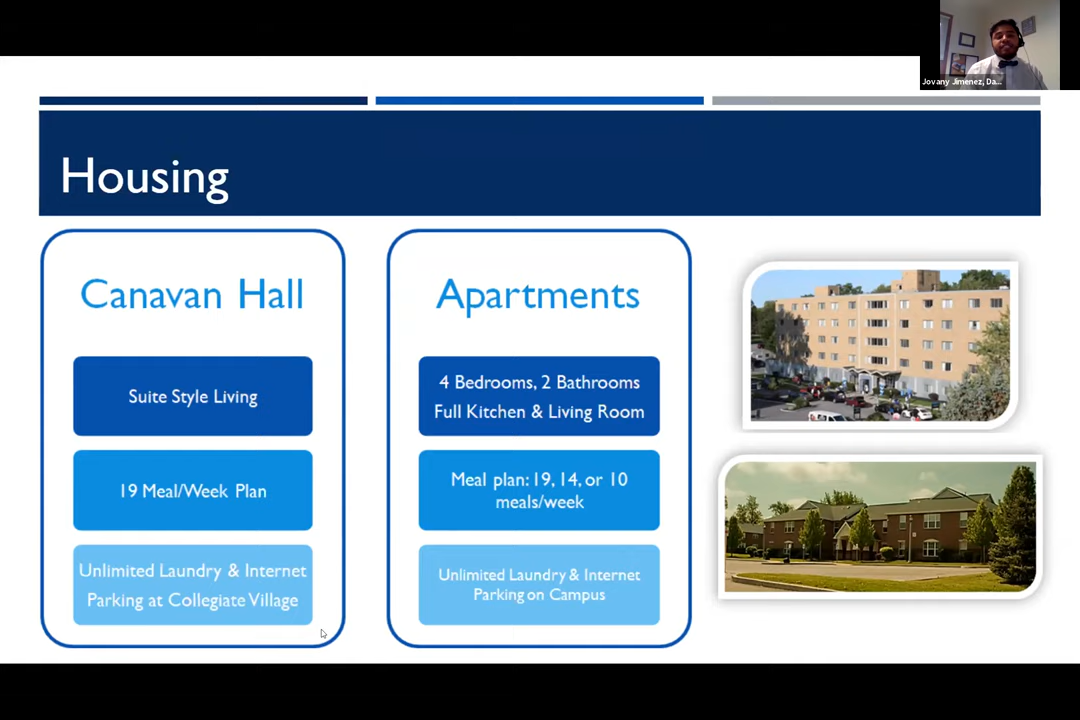 Jovany Jimenez, Da...
Housing
Canavan Hall
Suite Style Living
19 Meal/Week Plan
Unlimited Laundry & Internet
Parking at Collegiate Village
Apartments
4 Bedrooms, 2 Bathrooms
Full Kitchen & Living Room
Meal plan: 19, 14, or 10
meals/week
Unlimited Laundry & Internet
Parking on Campus